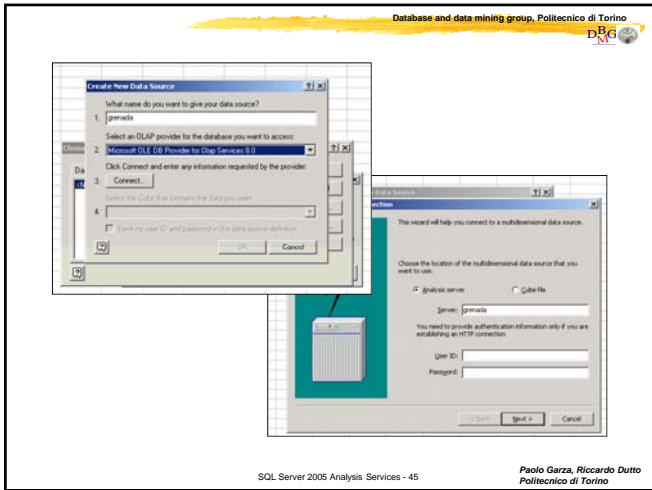 Database and data mining group, Politecnico di Torino
DBMG
Create New Data Source
What name do you want to give your data source?
1. grenada
Select an OLAP provider for the database you want to access:
2. Microsoft OLE DB Provider for Olap Services 8.0
Click Connect and enter any information requested by the provider:
3. Connect...
Select the Cube that contains the data you want:
4.
Save my user ID and password in the data source definition
OK Cancel
This wizard will help you connect to a multidimensional data source.
Choose the location of the multidimensional data source that you
want to use.
Analysis server Cube file
Server: grenada
You need to provide authentication information only if you are
establishing an HTTP connection
User ID:
Password:
< Back Next > Cancel
SQL Server 2005 Analysis Services - 45
Paolo Garza, Riccardo Dutto
Politecnico di Torino